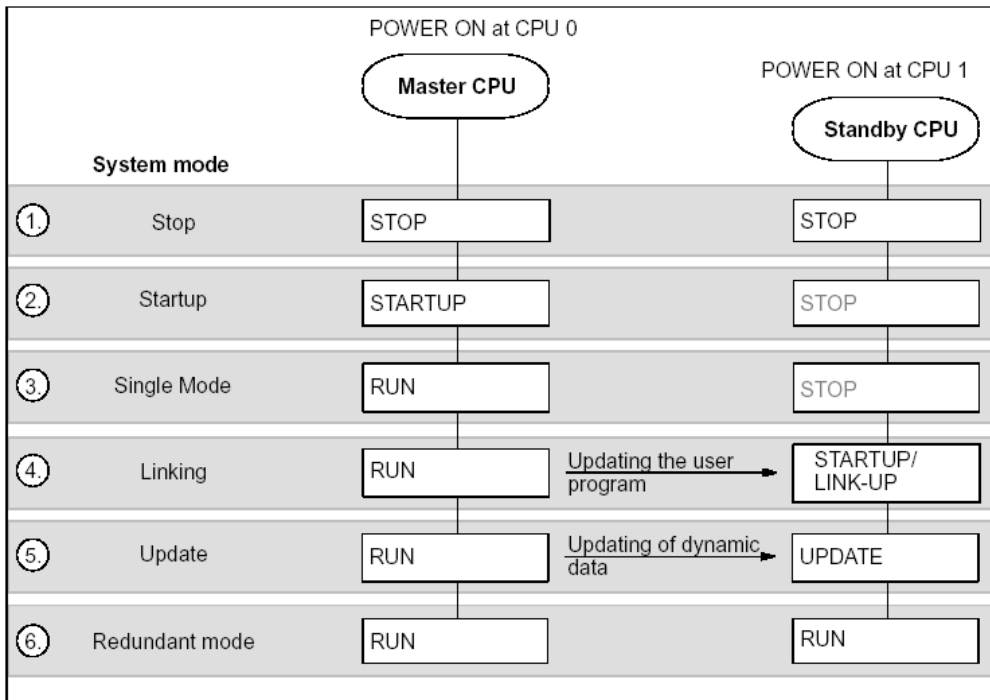 POWER ON at CPU 0
Master CPU
POWER ON at CPU 1
Standby CPU
System mode
1. Stop STOP STOP
2. Startup STARTUP STOP
3. Single Mode RUN STOP
4. Linking RUN Updating the user STARTUP/
program LINK-UP
5. Update RUN Updating of dynamic UPDATE
data
6. Redundant mode RUN RUN